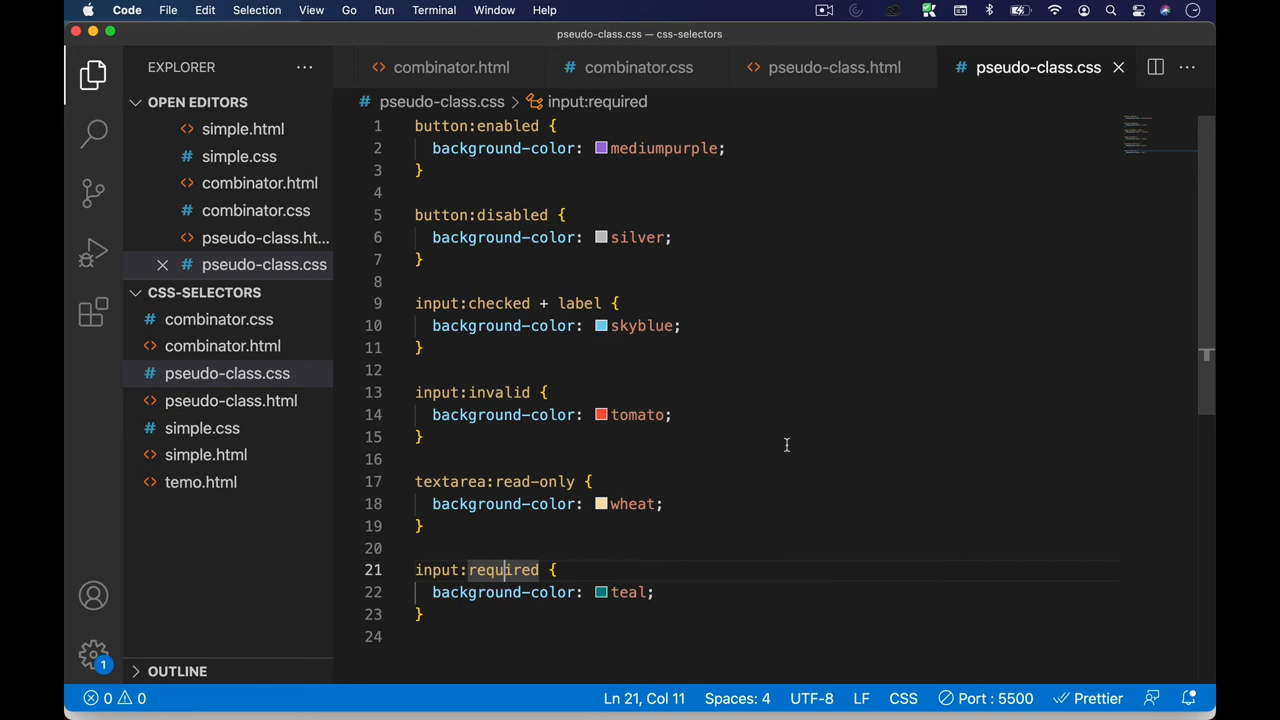 Code File Edit Selection View Go Run Terminal Window Help
pseudo-class.css — css-selectors
EXPLORER
combinator.html
combinator.css
pseudo-class.html
pseudo-class.css
OPEN EDITORS
simple.html
simple.css
combinator.html
combinator.css
pseudo-class.ht...
pseudo-class.css
CSS-SELECTORS
combinator.css
combinator.html
pseudo-class.css
pseudo-class.html
simple.css
simple.html
temo.html
OUTLINE
pseudo-class.css > input:required
1 button:enabled {
2 background-color: mediumpurple;
3 }
4
5 button:disabled {
6 background-color: silver;
7 }
8
9 input:checked + label {
10 background-color: skyblue;
11 }
12
13 input:invalid {
14 background-color: tomato;
15 }
16
17 textarea:read-only {
18 background-color: wheat;
19 }
20
21 input:required {
22 background-color: teal;
23 }
24
1
0 0 Ln 21, Col 11 Spaces: 4 UTF-8 LF CSS Port : 5500 Prettier